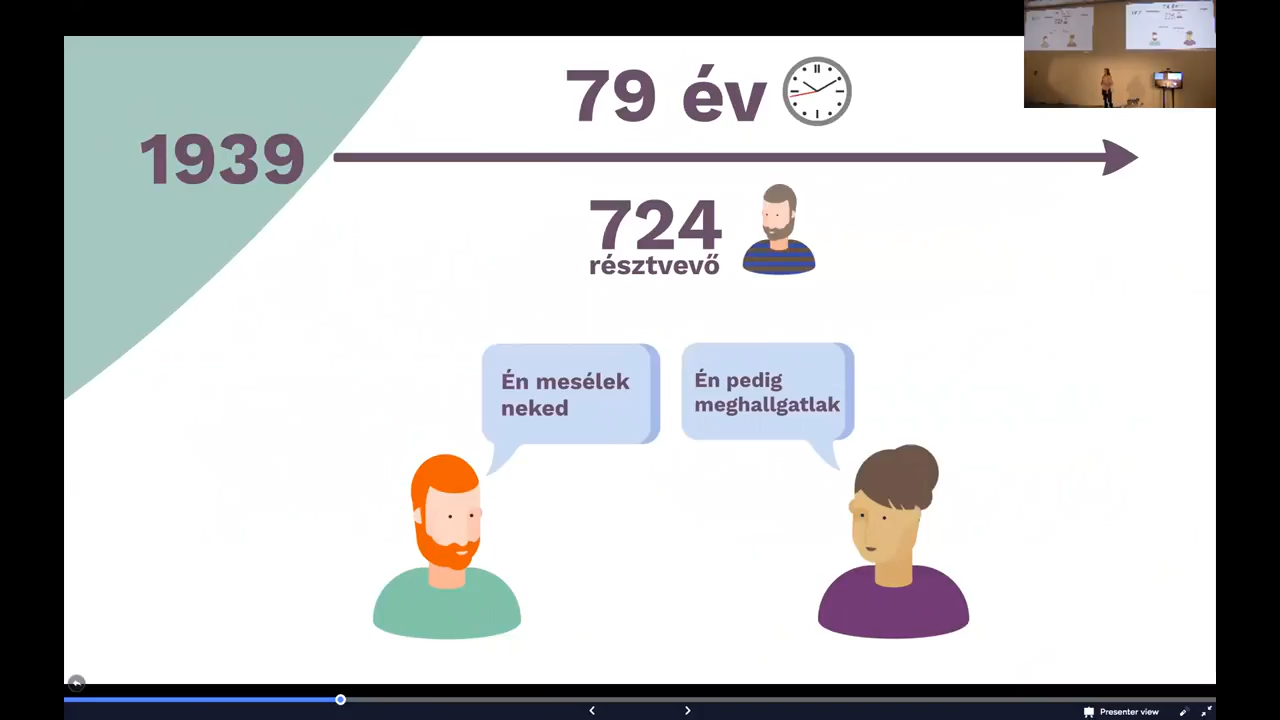 79 év
1939
724
résztvevő
Én mesélek
neked
Én pedig
meghallgatlak
Presenter view